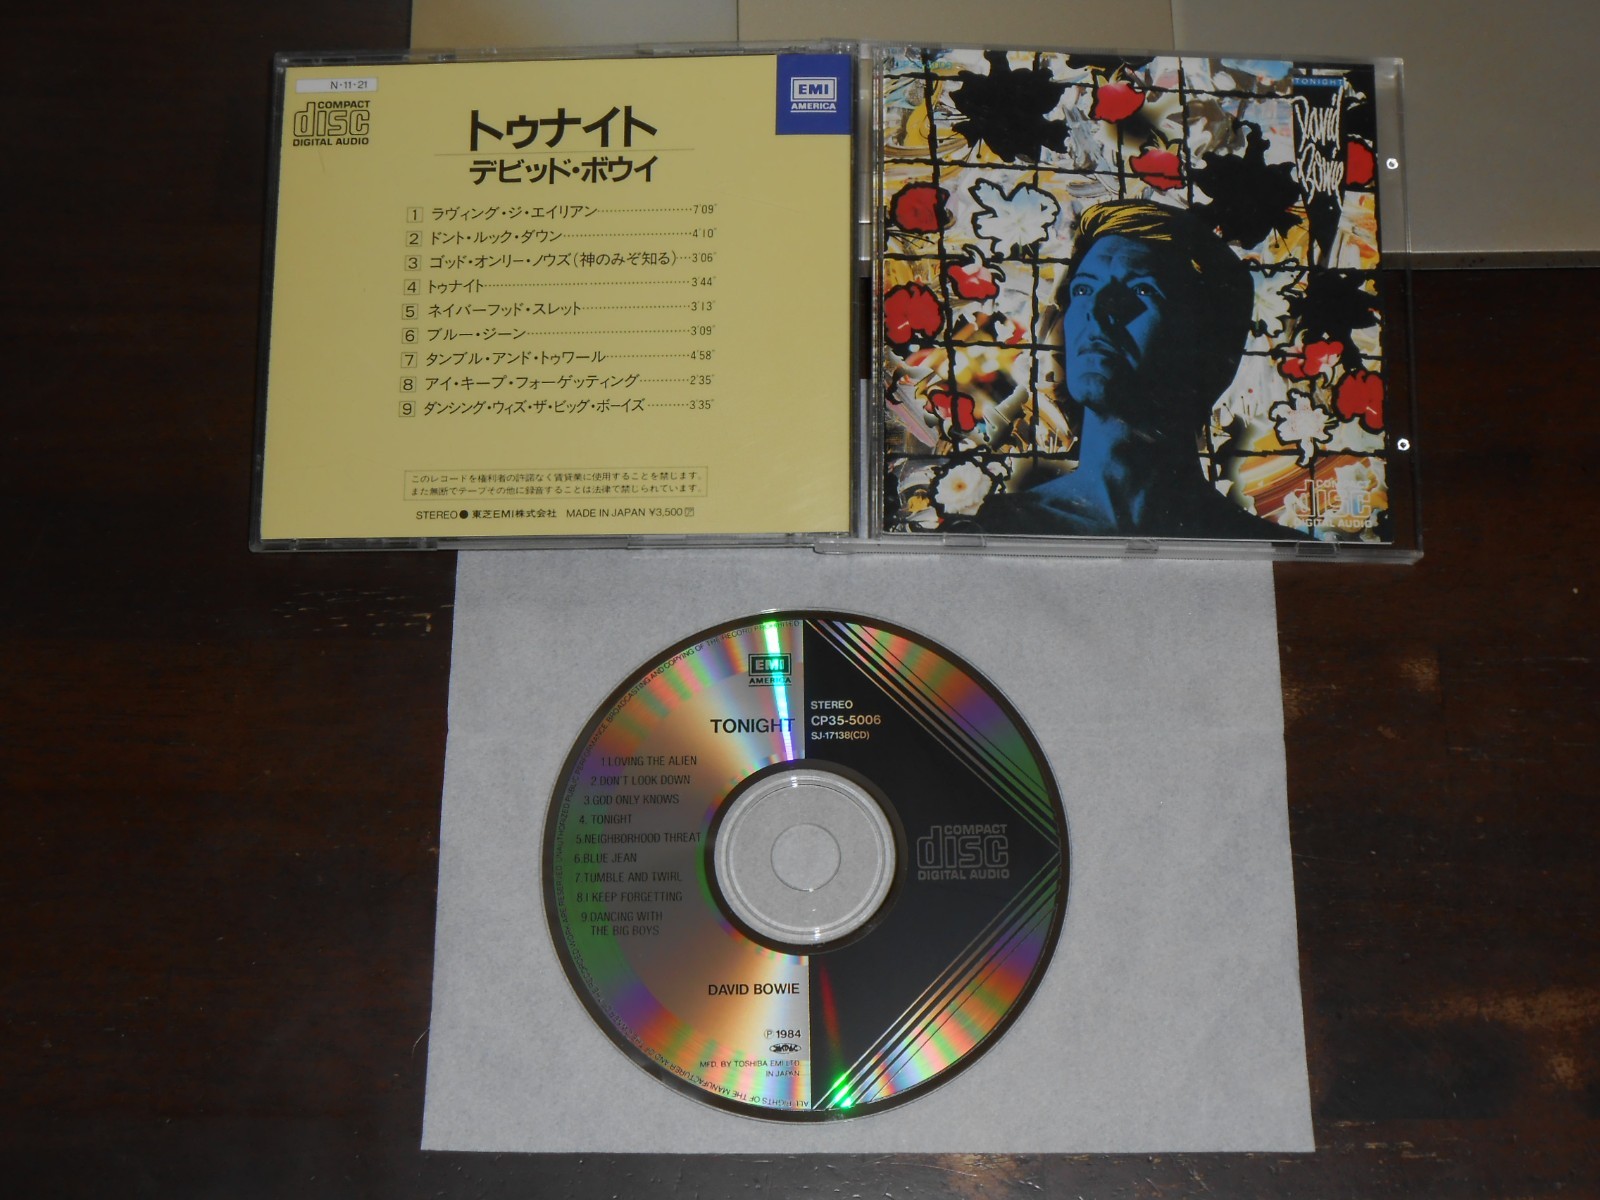 N・11・21
COMPACT
disc
DIGITAL AUDIO
EMI
AMERICA
トゥナイト
デビッド・ボウイ
1 ラヴィング・ジ・エイリアン……………………7'09"
2 ドント・ルック・ダウン……………………………4'10"
3 ゴッド・オンリー・ノウズ(神のみぞ知る)…3'06"
4 トゥナイト………………………………………………3'44"
5 ネイバーフッド・スレット…………………………3'13"
6 ブルー・ジーン…………………………………………3'09"
7 タンブル・アンド・トゥワール……………………4'58"
8 アイ・キープ・フォーゲッティング……………2'35"
9 ダンシング・ウィズ・ザ・ビッグ・ボーイズ………3'35"
このレコードを権利者の許諾なく賃貸業に使用することを禁じます。
また無断でテープその他に録音することは法律で禁じられています。
STEREO● 東芝EMI株式会社 MADE IN JAPAN ¥3,500
TONIGHT
David
Bowie
COMPACT
disc
DIGITAL AUDIO
EMI
AMERICA
TONIGHT
1 LOVING THE ALIEN
2 DON'T LOOK DOWN
3 GOD ONLY KNOWS
4. TONIGHT
5. NEIGHBORHOOD THREAT
6. BLUE JEAN
7. TUMBLE AND TWIRL
8. I KEEP FORGETTING
9. DANCING WITH
THE BIG BOYS
DAVID BOWIE
℗ 1984
MFD. BY TOSHIBA EMI LTD
IN JAPAN
STEREO
CP35-5006
SJ-17138(CD)
COMPACT
disc
DIGITAL AUDIO
ALL RIGHTS OF THE MANUFACTURER AND OF THE